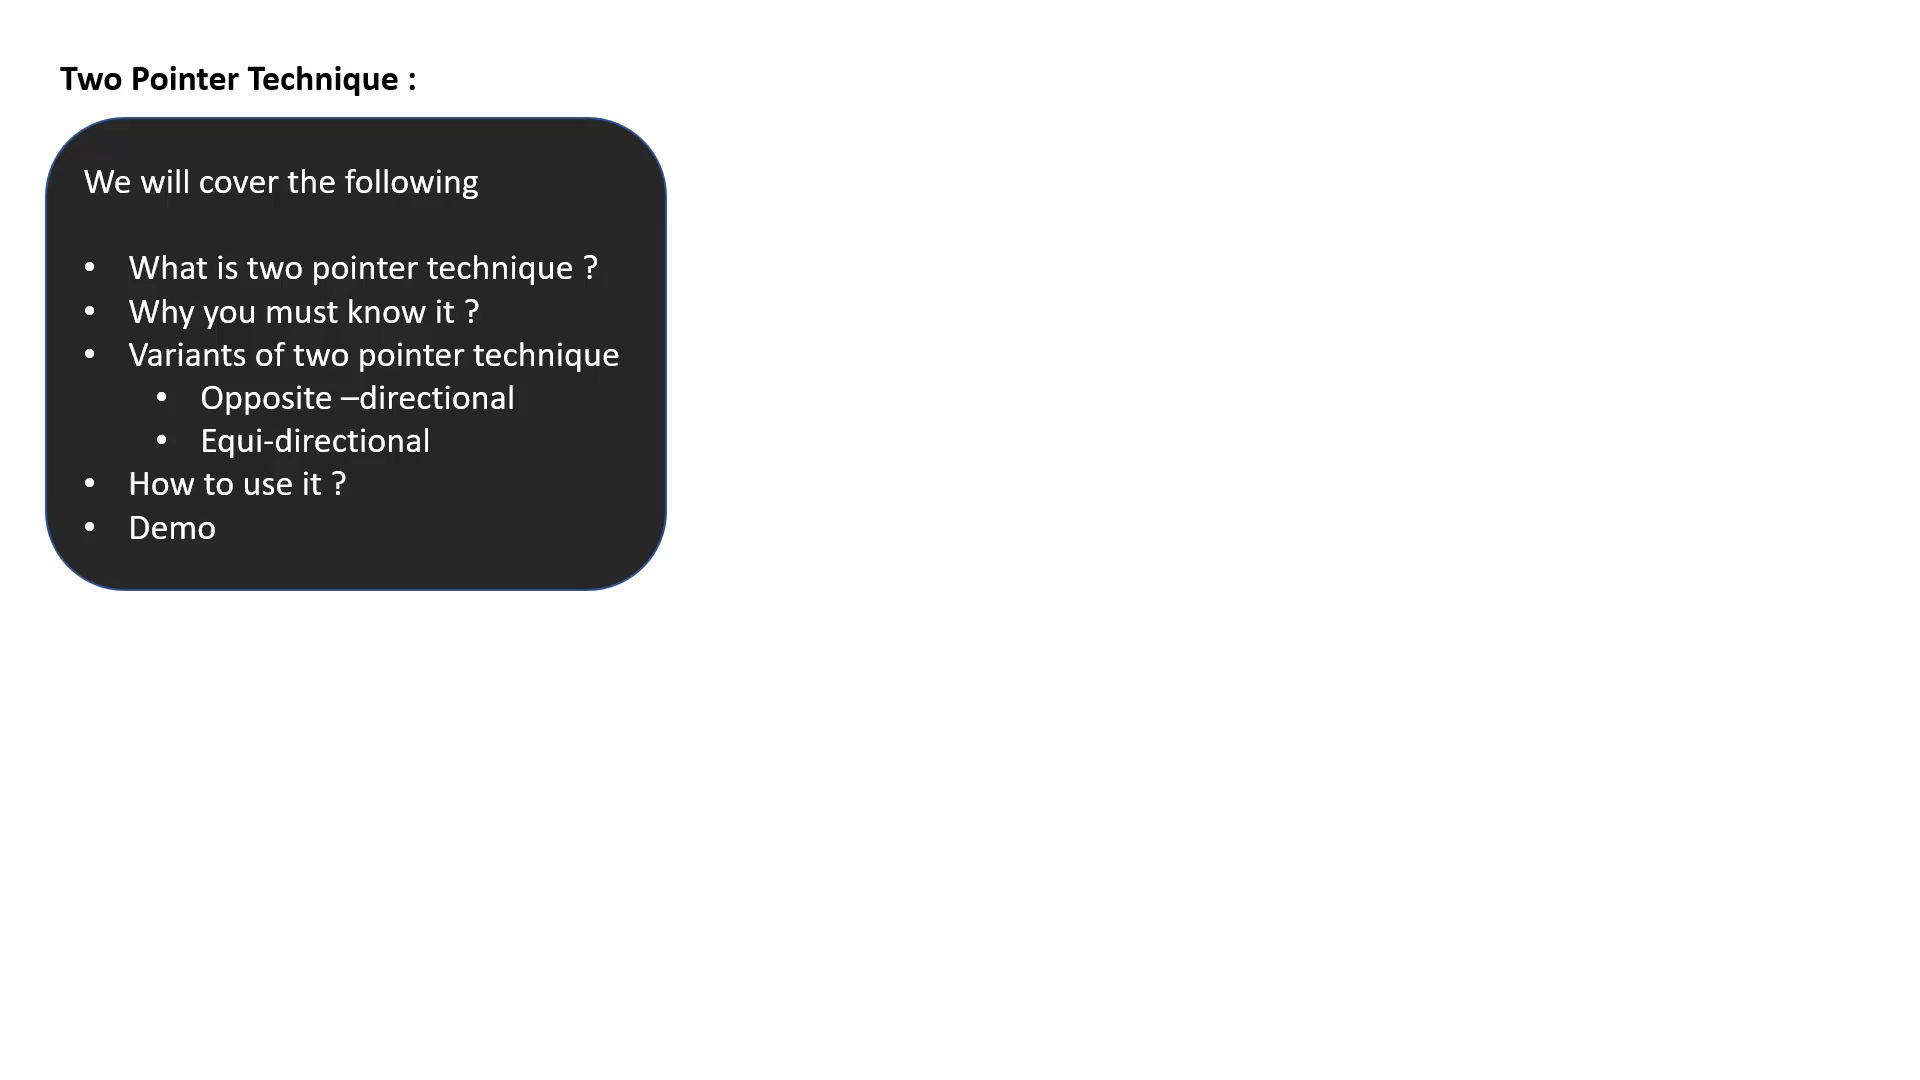 Two Pointer Technique :
We will cover the following
• What is two pointer technique ?
• Why you must know it ?
• Variants of two pointer technique
• Opposite –directional
• Equi-directional
• How to use it ?
• Demo